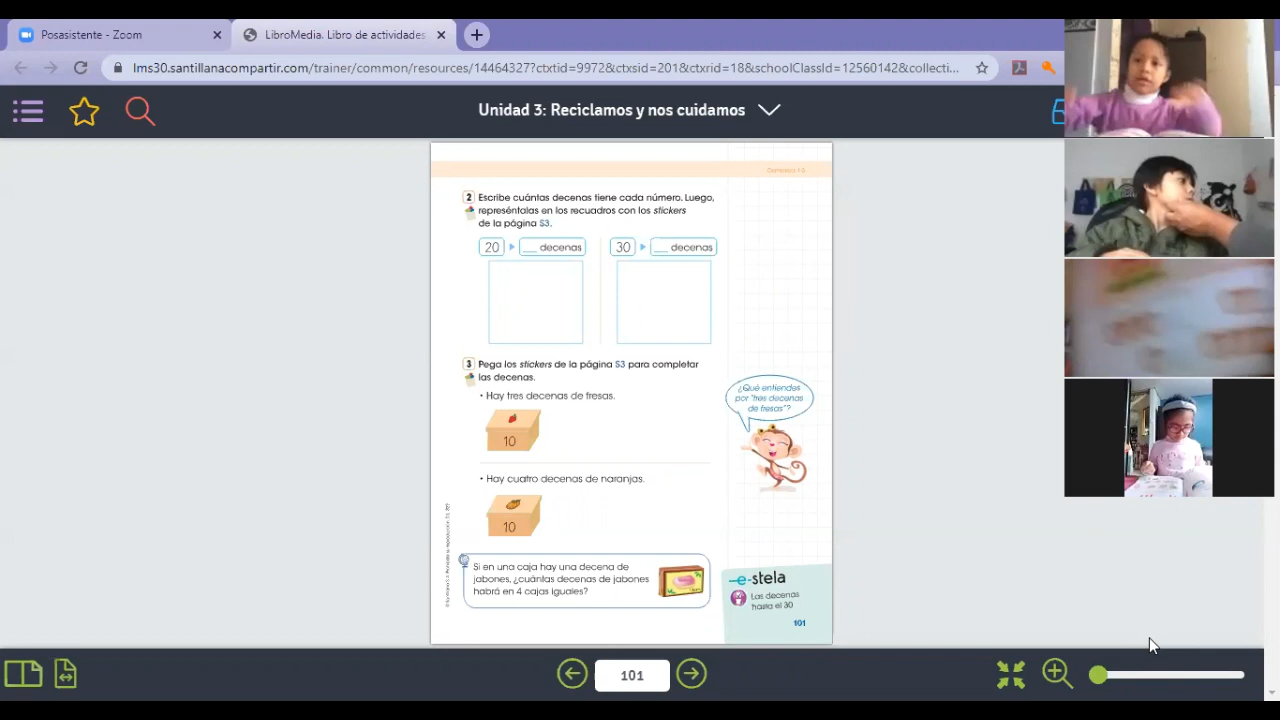 Posasistente - Zoom
LibroMedia. Libro de actividades
lms30.santillanacompartir.com/trainer/common/resources/14464327?ctxtid=9972&ctxsid=201&ctxrid=18&schoolClassId=12560142&collecti...
Unidad 3: Reciclamos y nos cuidamos
2 Escribe cuántas decenas tiene cada número. Luego,
represéntalas en los recuadros con los stickers
de la página S3.
20 ___ decenas
30 ___ decenas
3 Pega los stickers de la página S3 para completar
las decenas.
• Hay tres decenas de fresas.
10
¿Qué entiendes
por "tres decenas
de fresas"?
• Hay cuatro decenas de naranjas.
10
Si en una caja hay una decena de
jabones, ¿cuántas decenas de jabones
habrá en 4 cajas iguales?
e-stela
Las decenas
hasta el 30
101
101